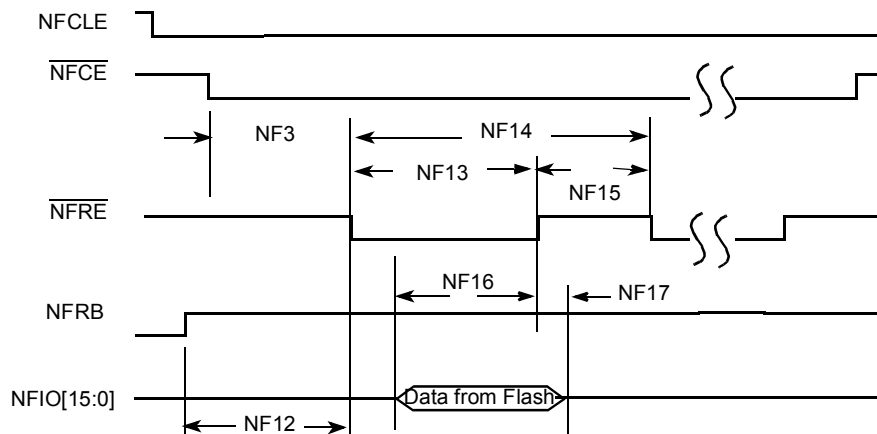 NFCLE
NFCE
NF3
NF14
NF13
NF15
NFRE
NF16
NF17
NFRB
NFIO[15:0]
Data from Flash
NF12